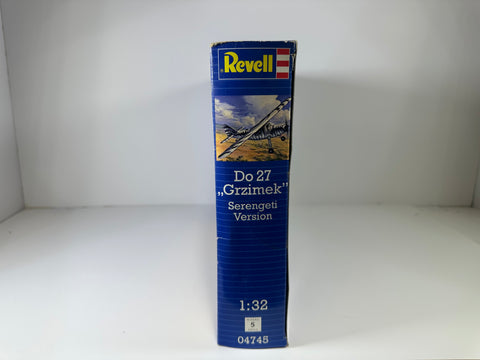 Revell
Do 27
„Grzimek"
Serengeti
Version
1:32
5
04745